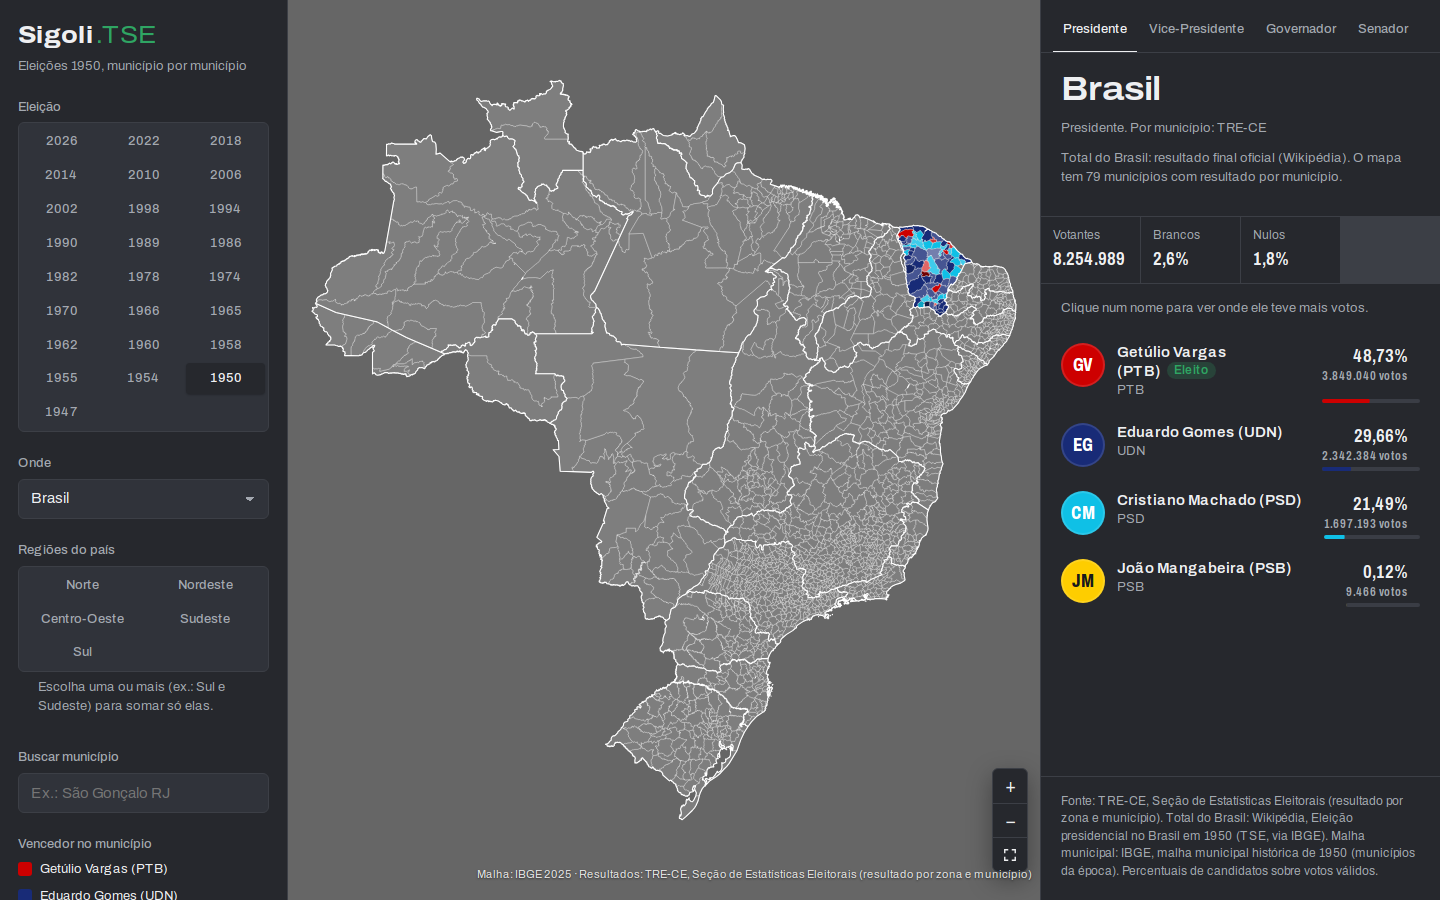 Sigoli.TSE
Eleições 1950, município por município
Eleição
2026 2022 2018
2014 2010 2006
2002 1998 1994
1990 1989 1986
1982 1978 1974
1970 1966 1965
1962 1960 1958
1955 1954 1950
1947
Onde
Brasil
Regiões do país
Norte Nordeste
Centro-Oeste Sudeste
Sul
Escolha uma ou mais (ex.: Sul e
Sudeste) para somar só elas.
Buscar município
Ex.: São Gonçalo RJ
Vencedor no município
Getúlio Vargas (PTB)
Eduardo Gomes (UDN)
+
−
Malha: IBGE 2025 · Resultados: TRE-CE, Seção de Estatísticas Eleitorais (resultado por zona e município)
Presidente Vice-Presidente Governador Senador
Brasil
Presidente. Por município: TRE-CE
Total do Brasil: resultado final oficial (Wikipédia). O mapa
tem 79 municípios com resultado por município.
Votantes Brancos Nulos
8.254.989 2,6% 1,8%
Clique num nome para ver onde ele teve mais votos.
GV Getúlio Vargas 48,73%
(PTB) Eleito 3.849.040 votos
PTB
EG Eduardo Gomes (UDN) 29,66%
UDN 2.342.384 votos
CM Cristiano Machado (PSD) 21,49%
PSD 1.697.193 votos
JM João Mangabeira (PSB) 0,12%
PSB 9.466 votos
Fonte: TRE-CE, Seção de Estatísticas Eleitorais (resultado por
zona e município). Total do Brasil: Wikipédia, Eleição
presidencial no Brasil em 1950 (TSE, via IBGE). Malha
municipal: IBGE, malha municipal histórica de 1950 (municípios
da época). Percentuais de candidatos sobre votos válidos.